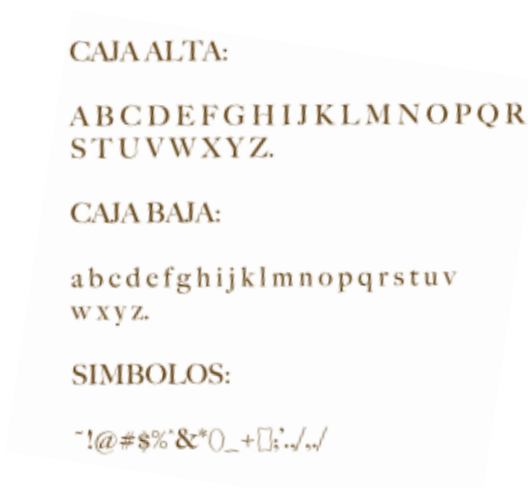 CAJA ALTA:
A B C D E F G H I J K L M N O P Q R
S T U V W X Y Z.
CAJA BAJA:
a b c d e f g h i j k l m n o p q r s t u v
w x y z.
SIMBOLOS:
~!@#$%^&*()_+[];'../,./